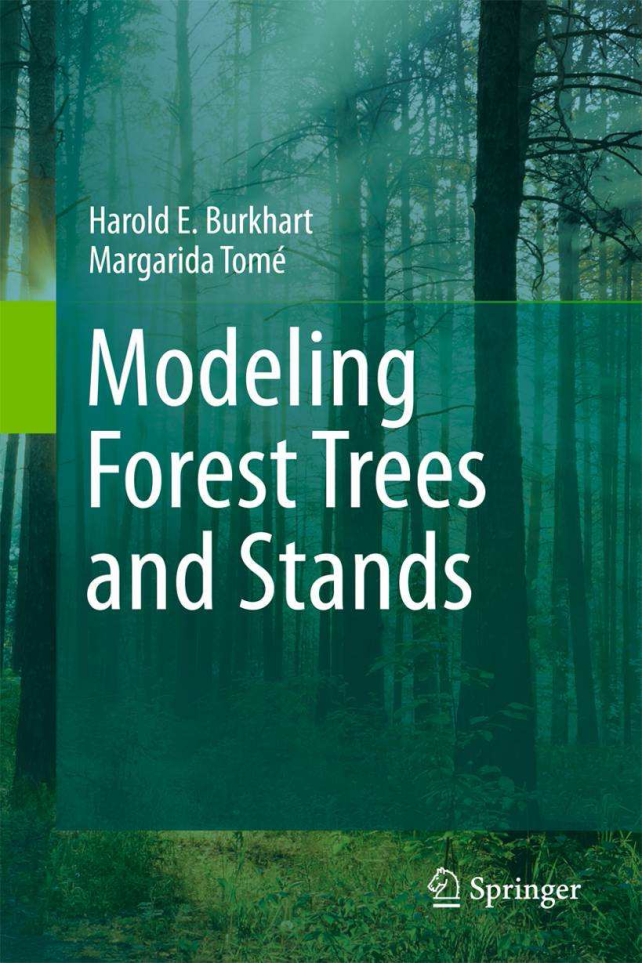 Harold E. Burkhart
Margarida Tomé
Modeling
Forest Trees
and Stands
Springer